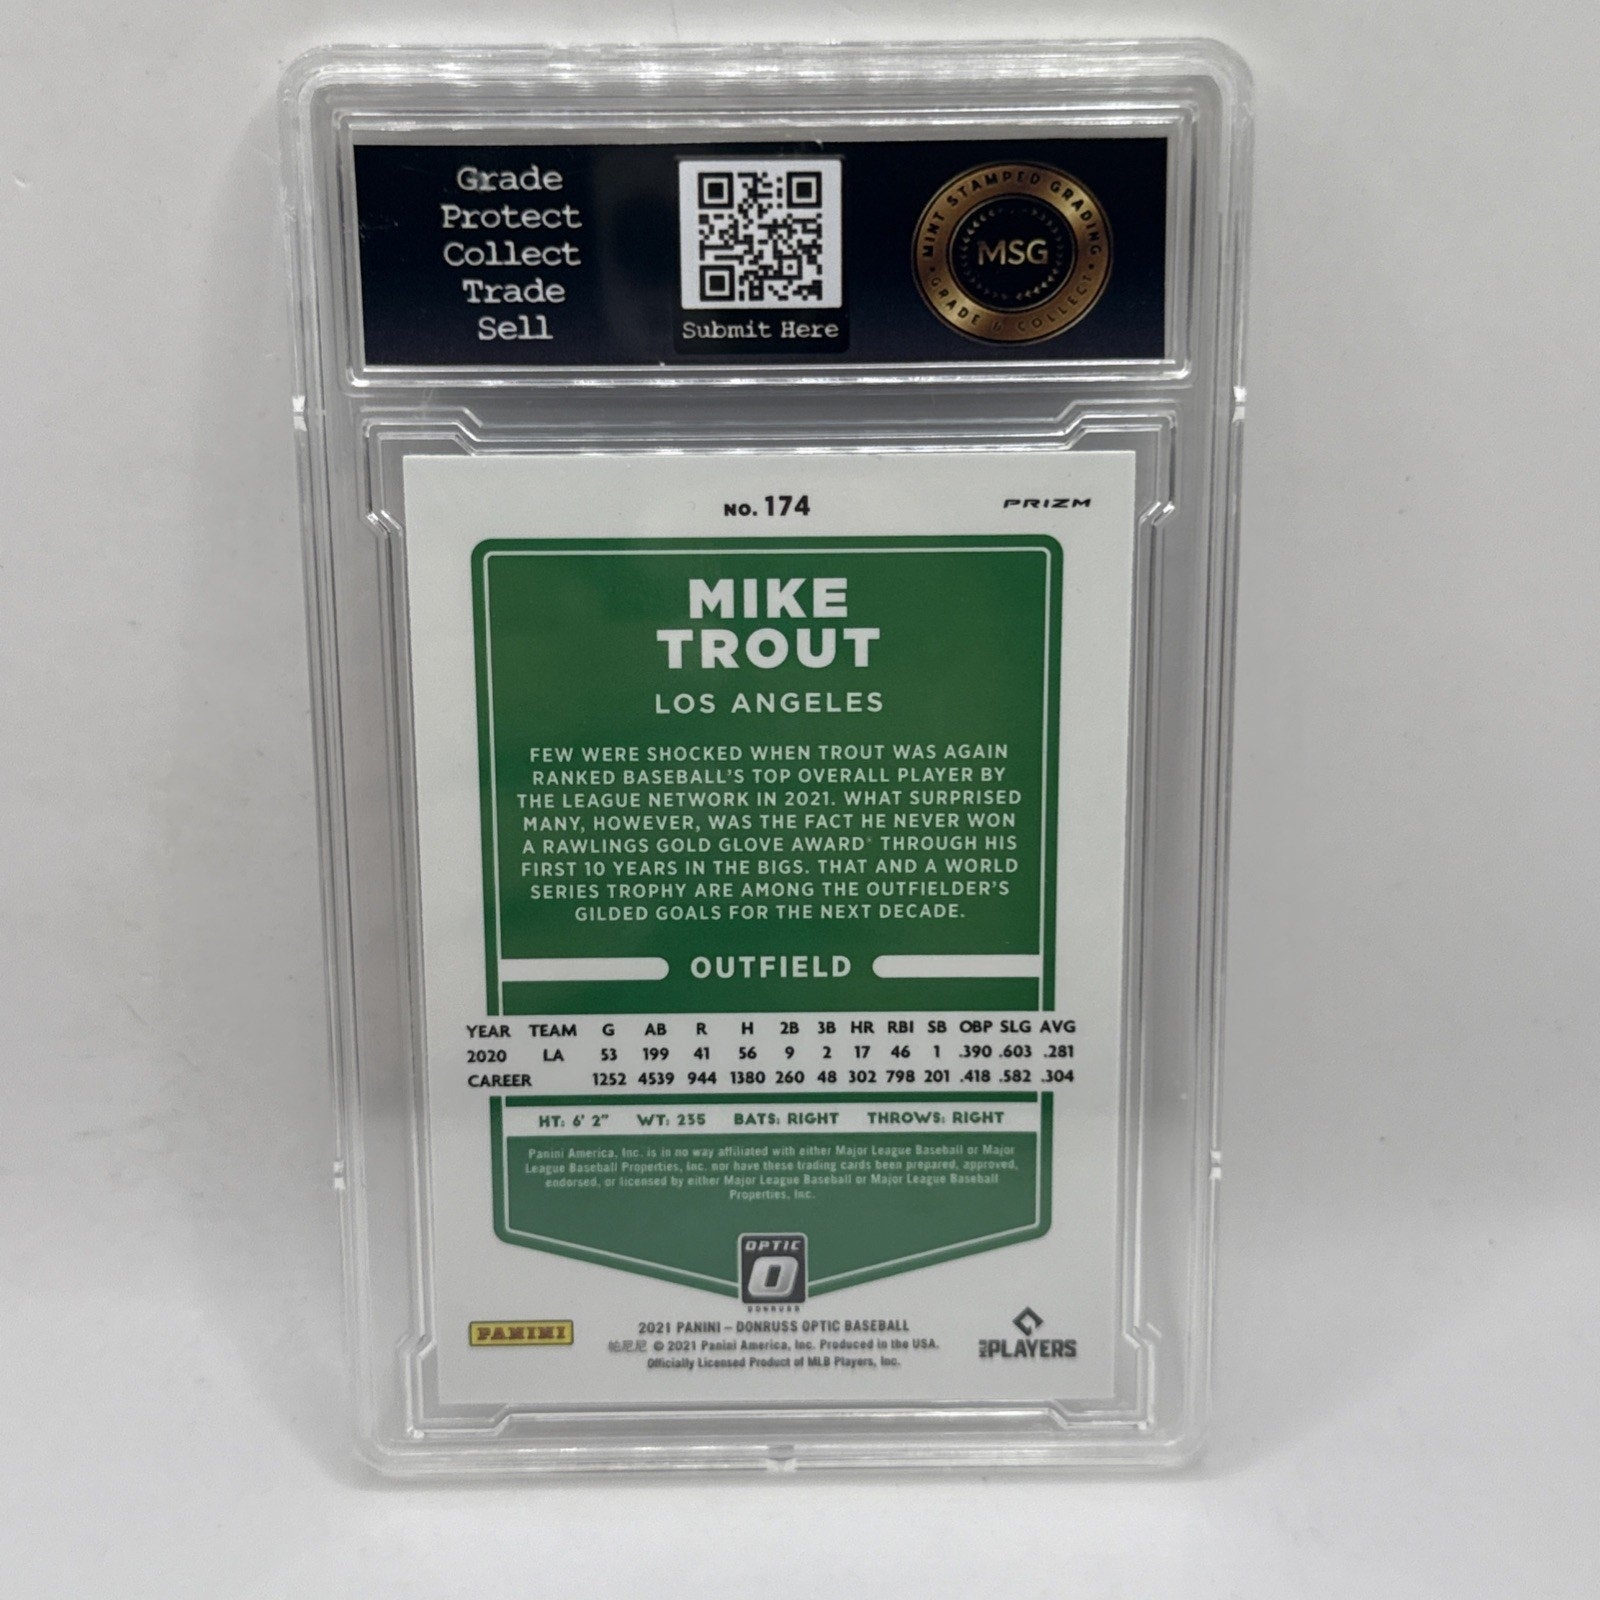 Grade
Protect
Collect
Trade
Sell
Submit Here
MINT STAMPED GRADING
MSG
GRADE & COLLECT
NO. 174
PRIZM
MIKE
TROUT
LOS ANGELES
FEW WERE SHOCKED WHEN TROUT WAS AGAIN
RANKED BASEBALL'S TOP OVERALL PLAYER BY
THE LEAGUE NETWORK IN 2021. WHAT SURPRISED
MANY, HOWEVER, WAS THE FACT HE NEVER WON
A RAWLINGS GOLD GLOVE AWARD® THROUGH HIS
FIRST 10 YEARS IN THE BIGS. THAT AND A WORLD
SERIES TROPHY ARE AMONG THE OUTFIELDER'S
GILDED GOALS FOR THE NEXT DECADE.
OUTFIELD
YEAR TEAM G AB R H 2B 3B HR RBI SB OBP SLG AVG
2020 LA 53 199 41 56 9 2 17 46 1 .390 .603 .281
CAREER 1252 4539 944 1380 260 48 302 798 201 .418 .582 .304
HT: 6' 2" WT: 235 BATS: RIGHT THROWS: RIGHT
Panini America, Inc. is in no way affiliated with either Major League Baseball or Major
League Baseball Properties, Inc. nor have these trading cards been prepared, approved,
endorsed, or licensed by either Major League Baseball or Major League Baseball
Properties, Inc.
OPTIC
O
DONRUSS
PANINI
2021 PANINI – DONRUSS OPTIC BASEBALL
帕尼尼 © 2021 Panini America, Inc. Produced in the USA.
Officially Licensed Product of MLB Players, Inc.
MLB PLAYERS